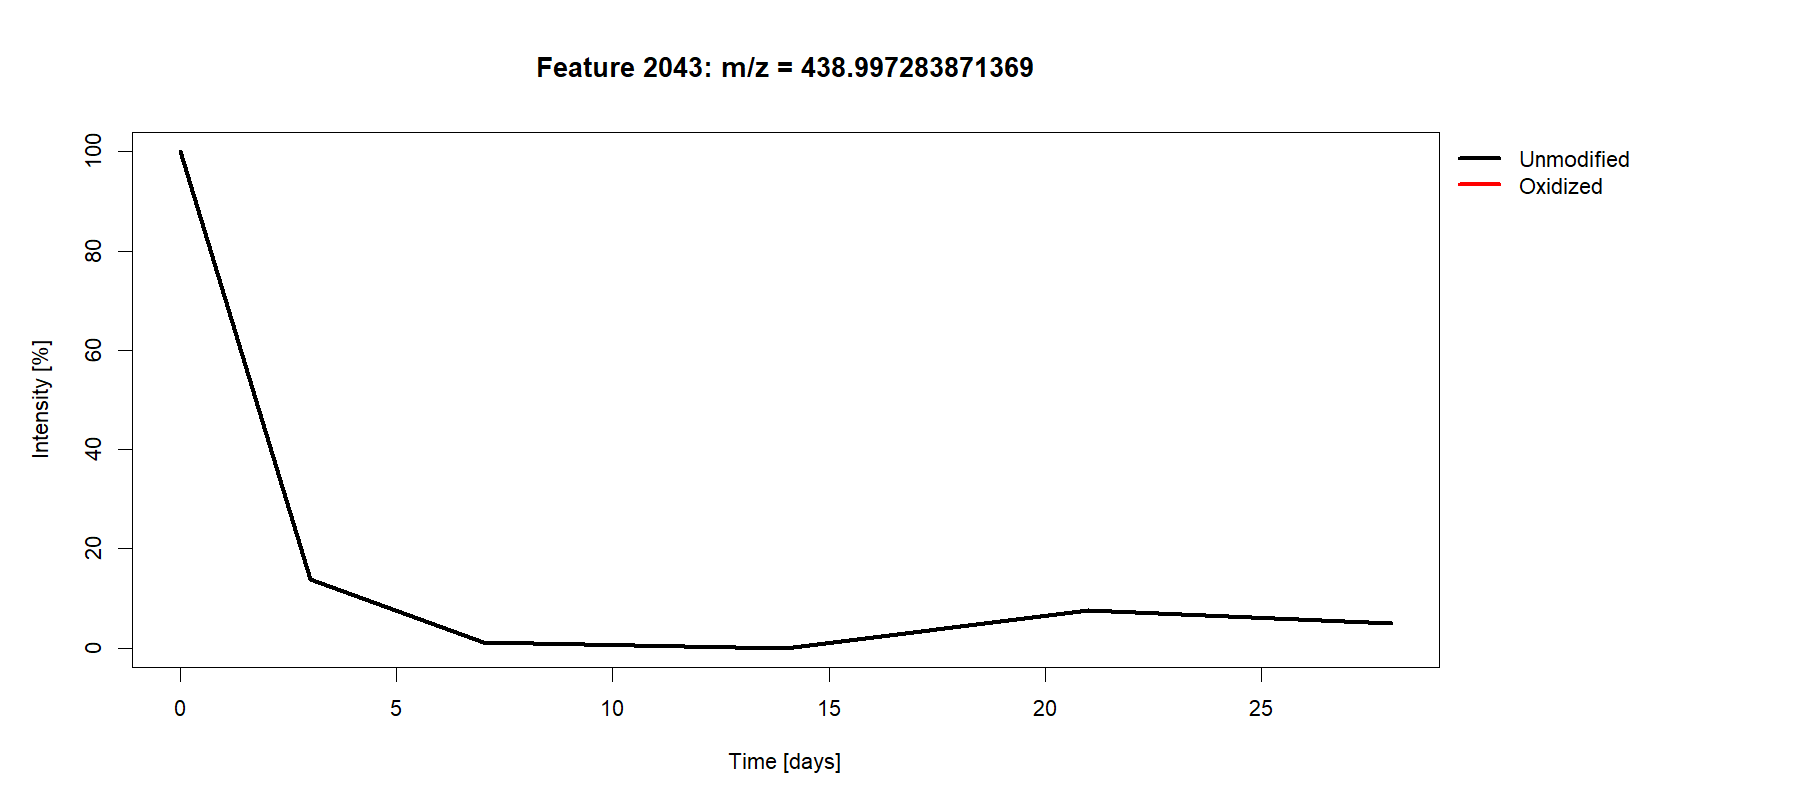 Feature 2043: m/z = 438.997283871369
Unmodified
Oxidized
Intensity [%]
100
80
60
40
20
0
0 5 10 15 20 25
Time [days]